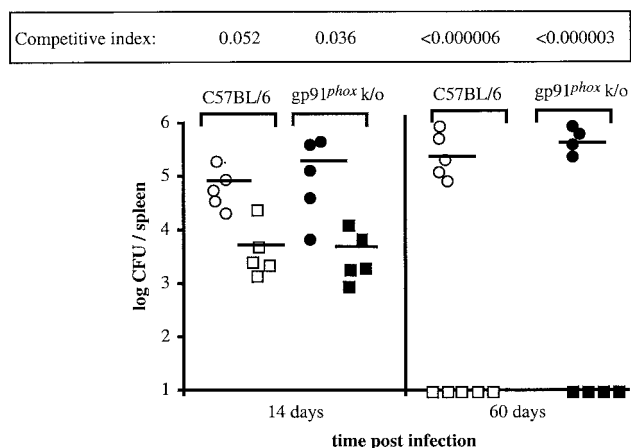 Competitive index: 0.052 0.036 <0.000006 <0.000003
C57BL/6 gp91phox k/o C57BL/6 gp91phox k/o
log CFU / spleen
6
5
4
3
2
1
14 days 60 days
time post infection